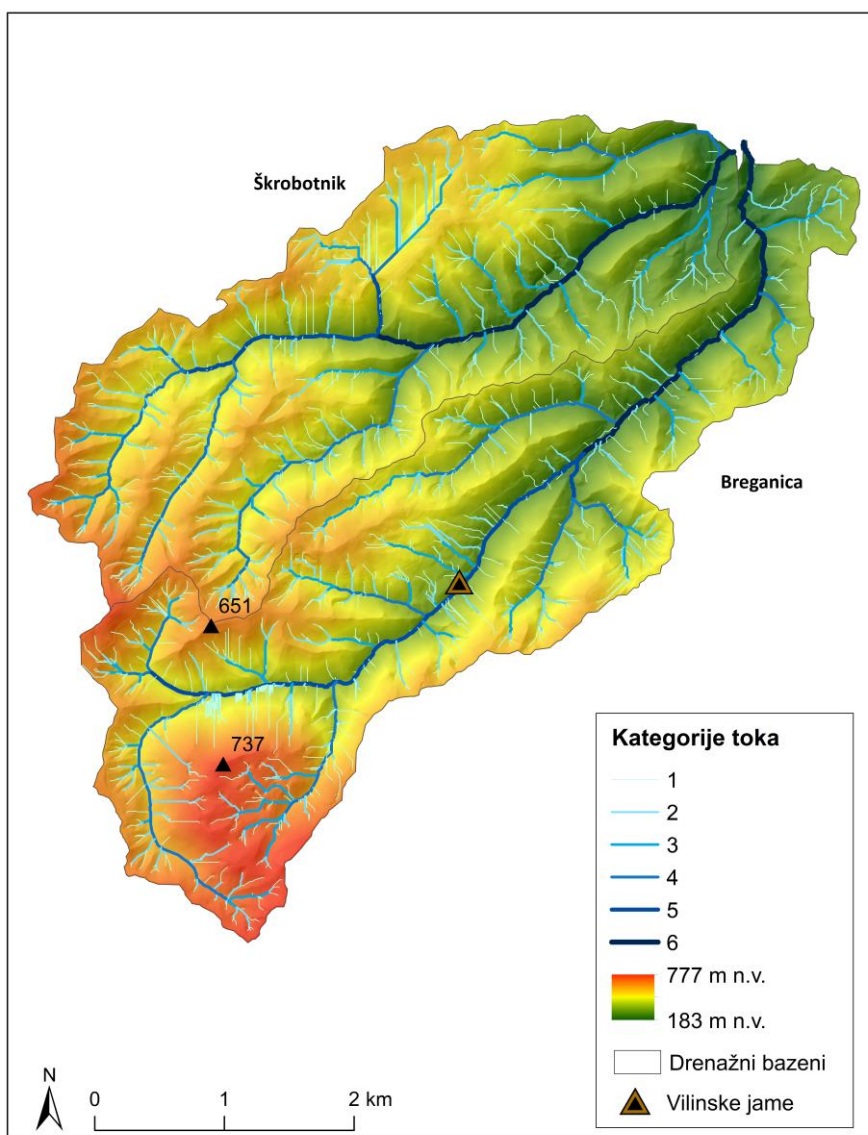 Škrobotnik
Breganica
651
737
Kategorije toka
1
2
3
4
5
6
777 m n.v.
183 m n.v.
Drenažni bazeni
Vilinske jame
N
0 1 2 km